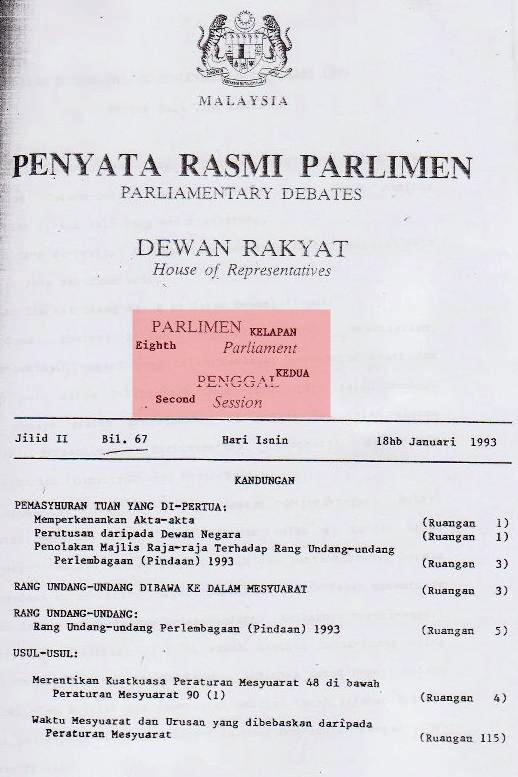 MALAYSIA
PENYATA RASMI PARLIMEN
PARLIAMENTARY DEBATES
DEWAN RAKYAT
House of Representatives
PARLIMEN KELAPAN
Eighth Parliament
PENGGAL KEDUA
Second Session
Jilid II Bil. 67 Hari Isnin 18hb Januari 1993
KANDUNGAN
PEMASYHURAN TUAN YANG DI-PERTUA:
Memperkenankan Akta-akta (Ruangan 1)
Perutusan daripada Dewan Negara (Ruangan 1)
Penolakan Majlis Raja-raja Terhadap Rang Undang-undang
Perlembagaan (Pindaan) 1993 (Ruangan 3)
RANG UNDANG-UNDANG DIBAWA KE DALAM MESYUARAT (Ruangan 3)
RANG UNDANG-UNDANG:
Rang Undang-undang Perlembagaan (Pindaan) 1993 (Ruangan 5)
USUL-USUL:
Merentikan Kuatkuasa Peraturan Mesyuarat 48 di bawah
Peraturan Mesyuarat 90 (1) (Ruangan 4)
Waktu Mesyuarat dan Urusan yang dibebaskan daripada
Peraturan Mesyuarat (Ruangan 115)